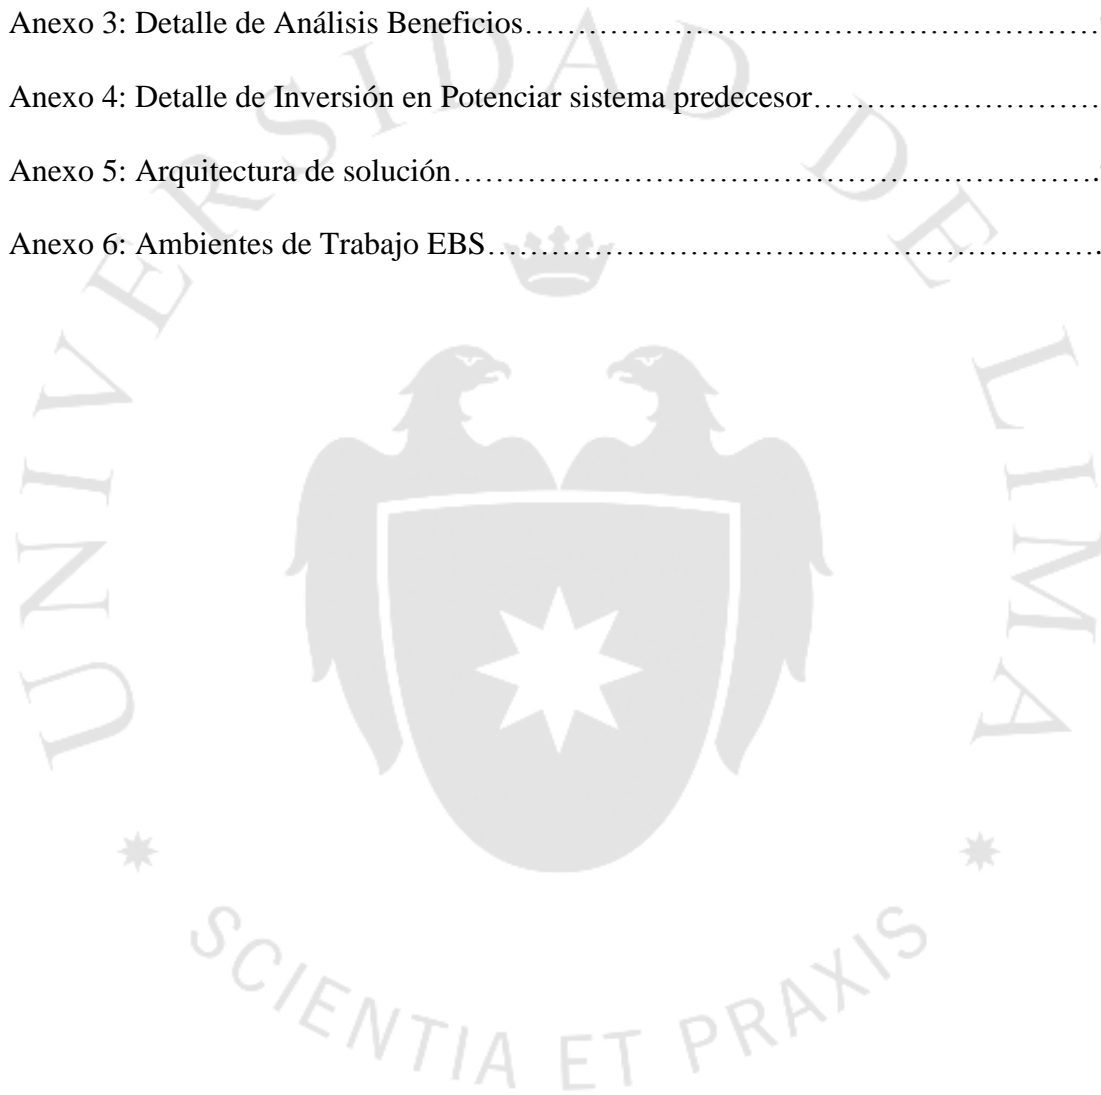 Anexo 3: Detalle de Análisis Beneficios……………………………………………………….
Anexo 4: Detalle de Inversión en Potenciar sistema predecesor………………………….
Anexo 5: Arquitectura de solución……………………………………………………………….
Anexo 6: Ambientes de Trabajo EBS…………………………………………………………….
UNIVERSIDAD DE LIMA
SCIENTIA ET PRAXIS